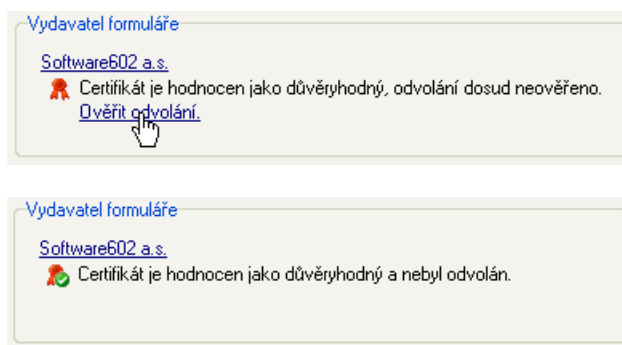 Vydavatel formuláře
Software602 a.s.
Certifikát je hodnocen jako důvěryhodný, odvolání dosud neověřeno.
Ověřit odvolání.
Vydavatel formuláře
Software602 a.s.
Certifikát je hodnocen jako důvěryhodný a nebyl odvolán.